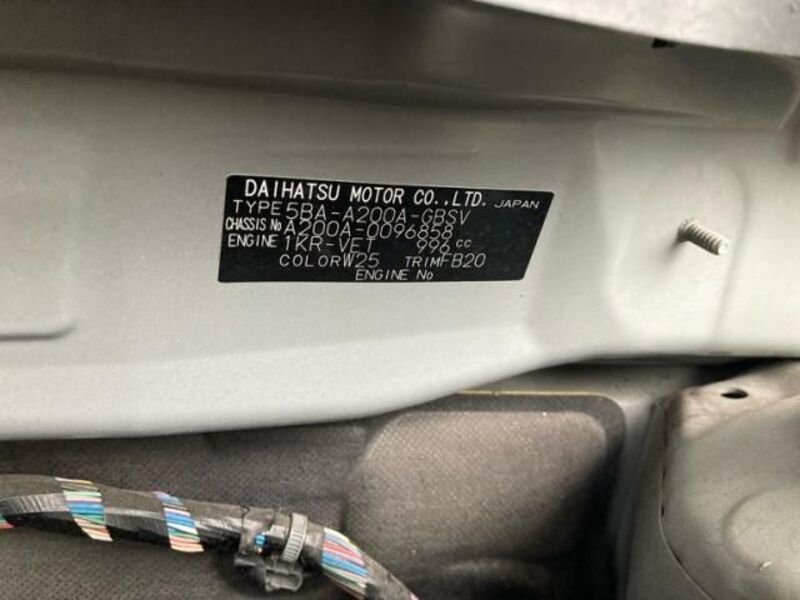 DAIHATSU MOTOR CO.,LTD. JAPAN
TYPE 5BA-A200A-GBSV
CHASSIS No A200A-0096858
ENGINE 1KR-VET 996 cc
COLOR W25 TRIM FB20
ENGINE No